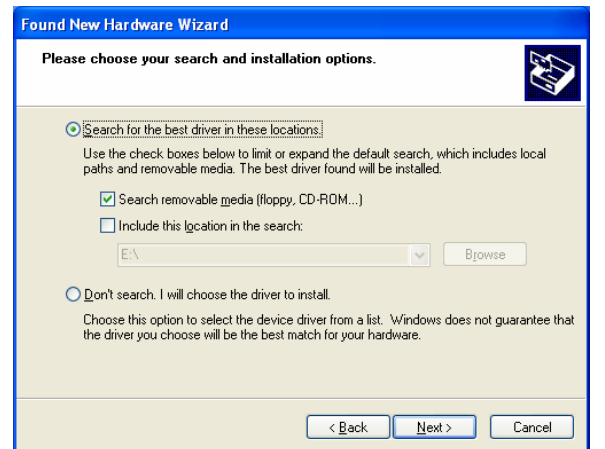 Found New Hardware Wizard
Please choose your search and installation options.
Search for the best driver in these locations.
Use the check boxes below to limit or expand the default search, which includes local
paths and removable media. The best driver found will be installed.
Search removable media (floppy, CD-ROM...)
Include this location in the search:
E:\
Browse
Don't search. I will choose the driver to install.
Choose this option to select the device driver from a list. Windows does not guarantee that
the driver you choose will be the best match for your hardware.
< Back Next > Cancel